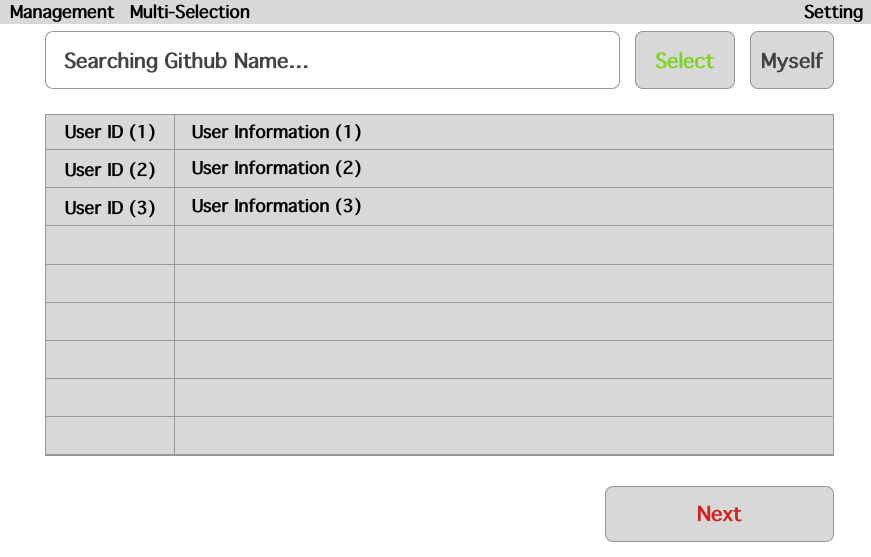 Management Multi-Selection Setting
Searching Github Name... Select Myself
User ID (1) User Information (1)
User ID (2) User Information (2)
User ID (3) User Information (3)
Next